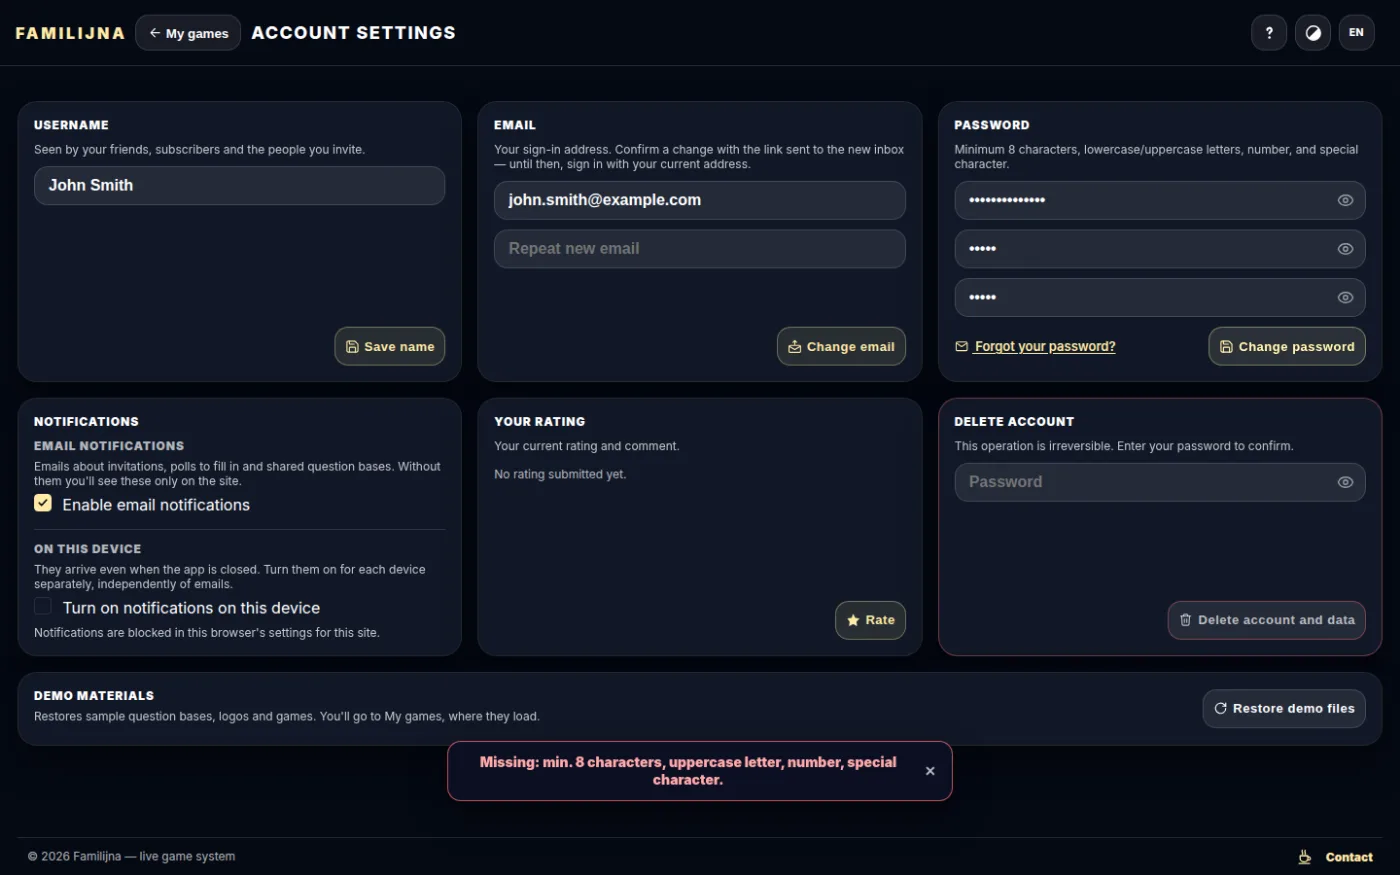 FAMILIJNA
← My games
ACCOUNT SETTINGS
?
EN
USERNAME
Seen by your friends, subscribers and the people you invite.
John Smith
Save name
EMAIL
Your sign-in address. Confirm a change with the link sent to the new inbox
— until then, sign in with your current address.
john.smith@example.com
Repeat new email
Change email
PASSWORD
Minimum 8 characters, lowercase/uppercase letters, number, and special
character.
••••••••••••••
•••••
•••••
Forgot your password?
Change password
NOTIFICATIONS
EMAIL NOTIFICATIONS
Emails about invitations, polls to fill in and shared question bases. Without
them you'll see these only on the site.
Enable email notifications
ON THIS DEVICE
They arrive even when the app is closed. Turn them on for each device
separately, independently of emails.
Turn on notifications on this device
Notifications are blocked in this browser's settings for this site.
YOUR RATING
Your current rating and comment.
No rating submitted yet.
Rate
DELETE ACCOUNT
This operation is irreversible. Enter your password to confirm.
Password
Delete account and data
DEMO MATERIALS
Restores sample question bases, logos and games. You'll go to My games, where they load.
Restore demo files
Missing: min. 8 characters, uppercase letter, number, special
character.
© 2026 Familijna — live game system
Contact